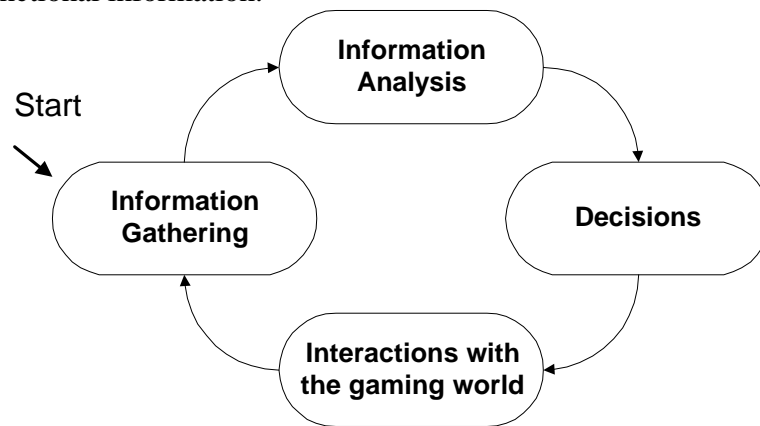 Information
Analysis
Start
Information
Gathering
Decisions
Interactions with
the gaming world